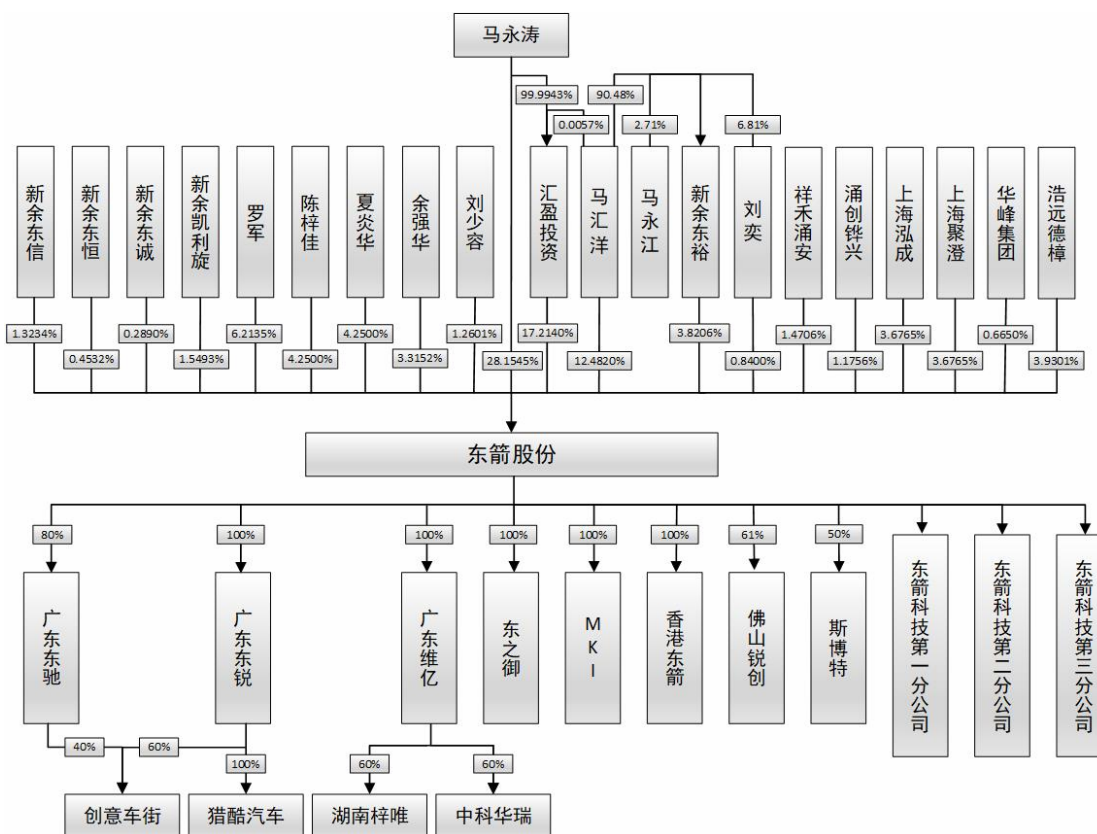 马永涛
99.9943%
90.48%
0.0057%
2.71%
6.81%
新余东信
新余东恒
新余东诚
新余凯利旋
罗军
陈梓佳
夏炎华
余强华
刘少容
汇盈投资
马汇洋
马永江
新余东裕
刘奕
祥禾涌安
涌创铧兴
上海泓成
上海聚澄
华峰集团
浩远德樟
1.3234%
0.4532%
0.2890%
1.5493%
6.2135%
4.2500%
4.2500%
3.3152%
1.2601%
28.1545%
17.2140%
12.4820%
3.8206%
0.8400%
1.4706%
1.1756%
3.6765%
3.6765%
0.6650%
3.9301%
东箭股份
80%
100%
100%
100%
100%
100%
61%
50%
广东东驰
广东东锐
广东维亿
东之御
MKI
香港东箭
佛山锐创
斯博特
东箭科技第一分公司
东箭科技第二分公司
东箭科技第三分公司
40%
60%
100%
60%
60%
创意车街
猎酷汽车
湖南梓唯
中科华瑞